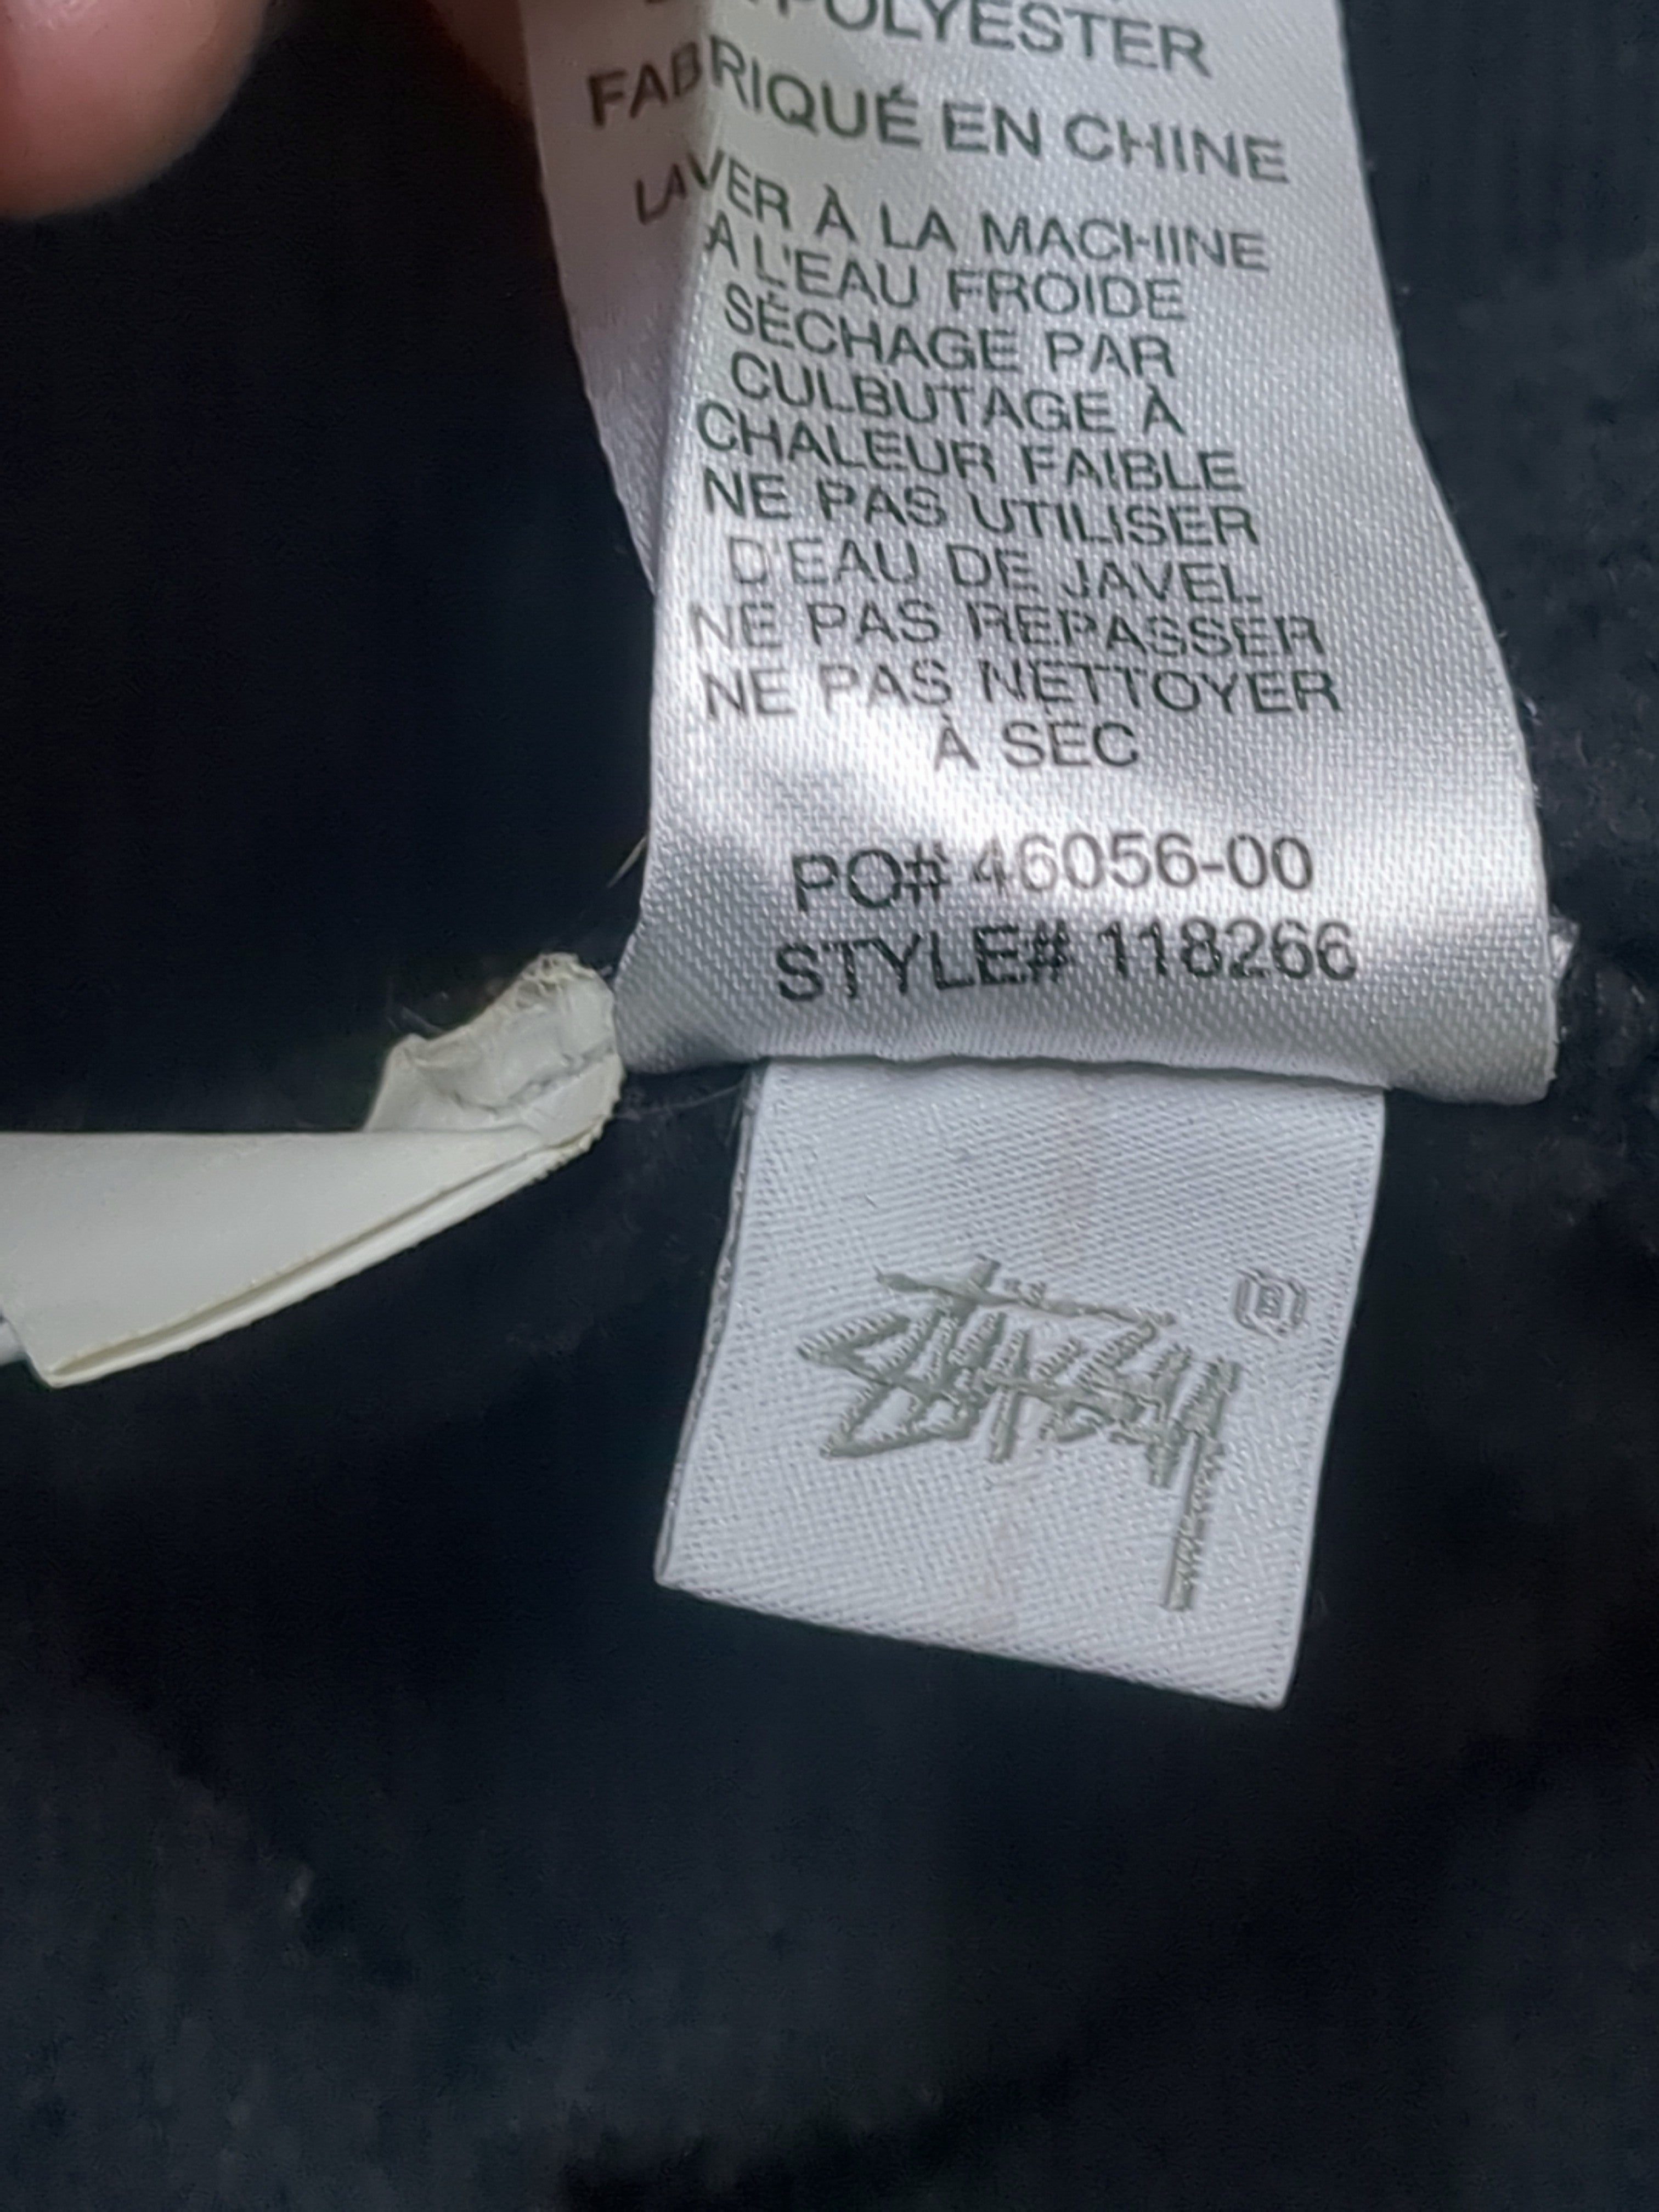 POLYESTER
FABRIQUÉ EN CHINE
LAVER À LA MACHINE
À L'EAU FROIDE
SÉCHAGE PAR
CULBUTAGE À
CHALEUR FAIBLE
NE PAS UTILISER
D'EAU DE JAVEL
NE PAS REPASSER
NE PAS NETTOYER
À SEC
PO# 46056-00
STYLE# 118266
Stüssy